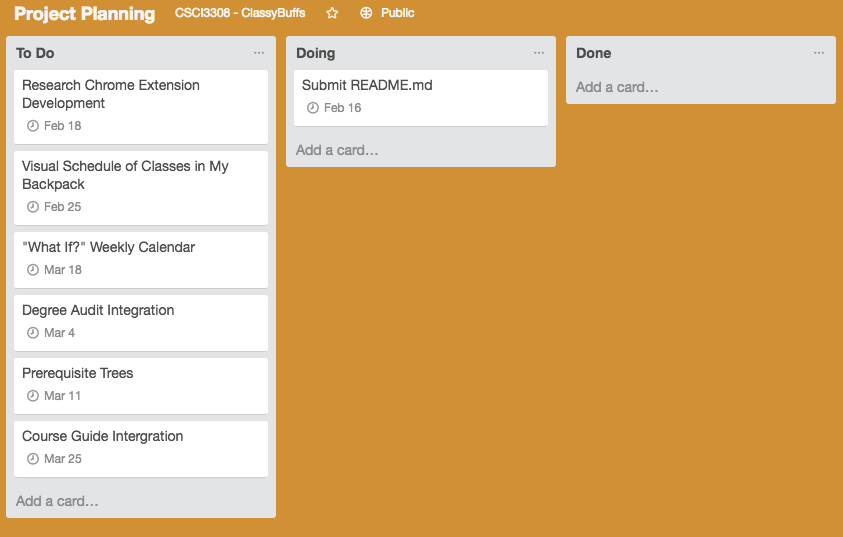 Project Planning CSCI3308 - ClassyBuffs Public
To Do
Research Chrome Extension
Development
Feb 18
Visual Schedule of Classes in My
Backpack
Feb 25
"What If?" Weekly Calendar
Mar 18
Degree Audit Integration
Mar 4
Prerequisite Trees
Mar 11
Course Guide Intergration
Mar 25
Add a card…
Doing
Submit README.md
Feb 16
Add a card…
Done
Add a card…